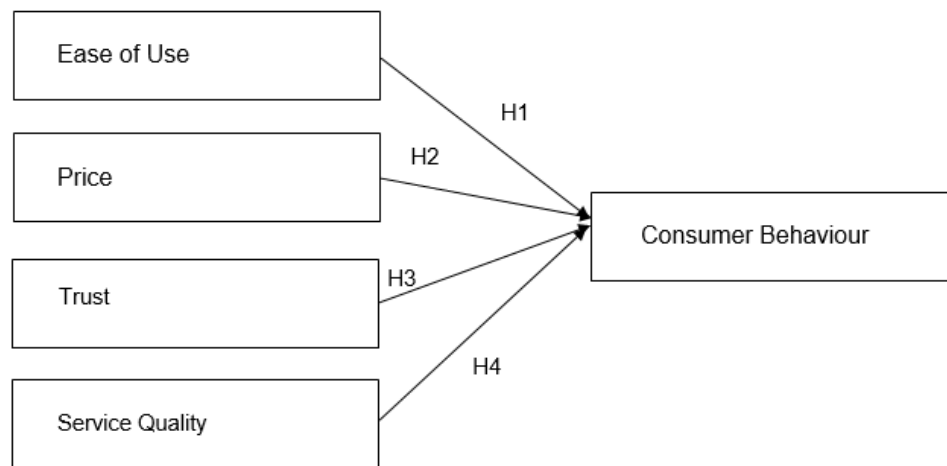 Ease of Use
H1
Price
H2
Consumer Behaviour
Trust
H3
H4
Service Quality